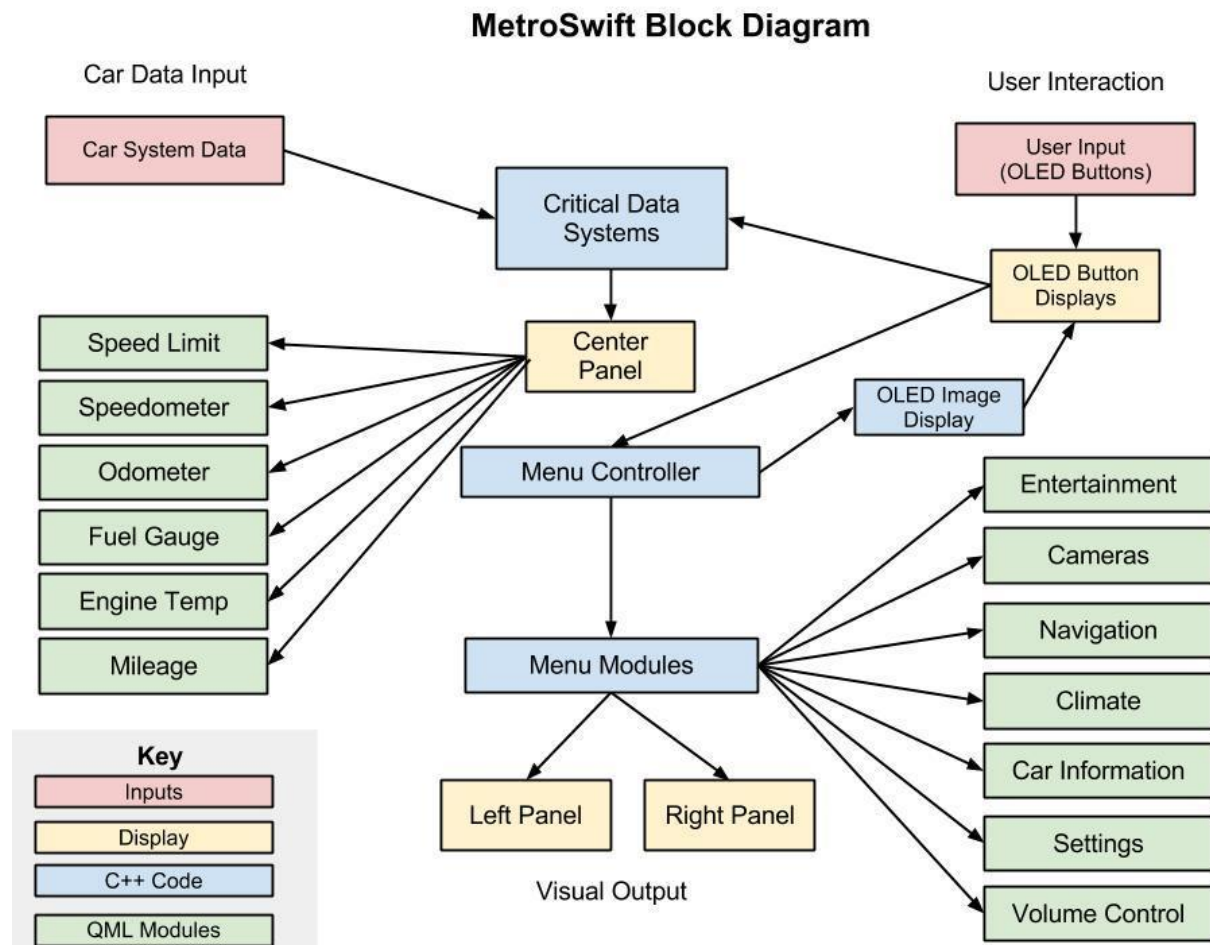 MetroSwift Block Diagram
Car Data Input
User Interaction
Car System Data
User Input
(OLED Buttons)
Critical Data
Systems
OLED Button
Displays
Speed Limit
Center
Panel
Speedometer
OLED Image
Display
Odometer
Menu Controller
Entertainment
Fuel Gauge
Cameras
Engine Temp
Navigation
Mileage
Menu Modules
Climate
Key
Inputs
Display
C++ Code
QML Modules
Left Panel
Right Panel
Visual Output
Car Information
Settings
Volume Control